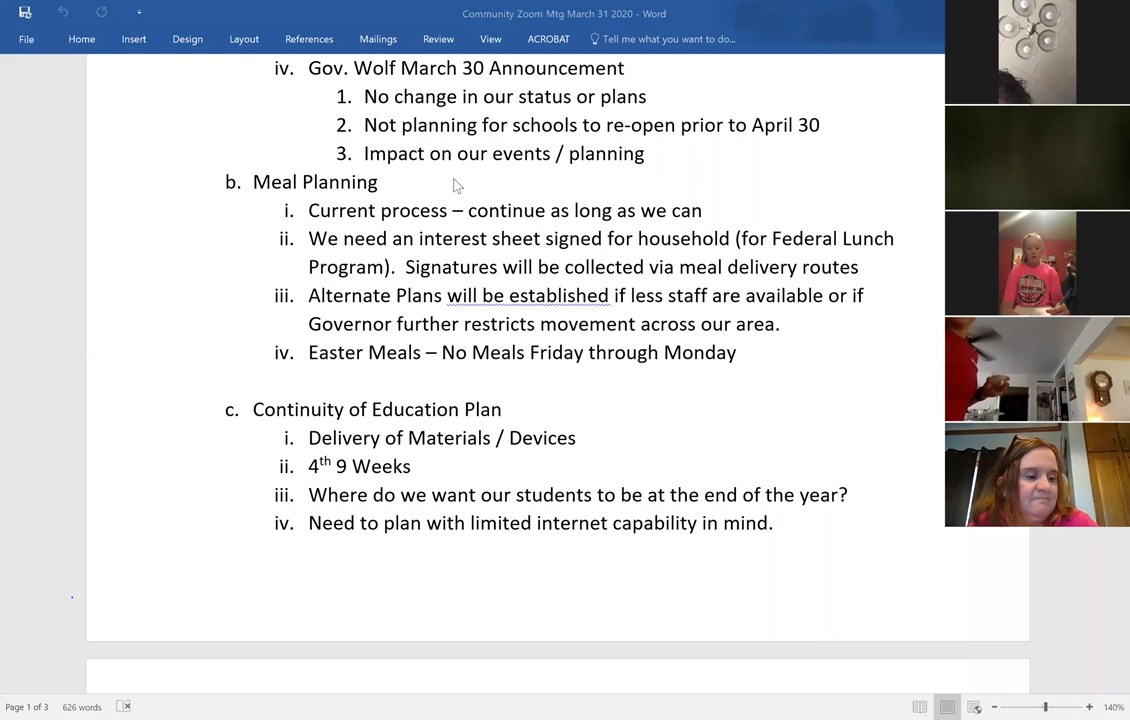 Community Zoom Mtg March 31 2020 - Word
File Home Insert Design Layout References Mailings Review View ACROBAT Tell me what you want to do...
iv. Gov. Wolf March 30 Announcement
1. No change in our status or plans
2. Not planning for schools to re-open prior to April 30
3. Impact on our events / planning
b. Meal Planning
i. Current process – continue as long as we can
ii. We need an interest sheet signed for household (for Federal Lunch
Program). Signatures will be collected via meal delivery routes
iii. Alternate Plans will be established if less staff are available or if
Governor further restricts movement across our area.
iv. Easter Meals – No Meals Friday through Monday
c. Continuity of Education Plan
i. Delivery of Materials / Devices
ii. 4th 9 Weeks
iii. Where do we want our students to be at the end of the year?
iv. Need to plan with limited internet capability in mind.
Page 1 of 3 626 words 140%